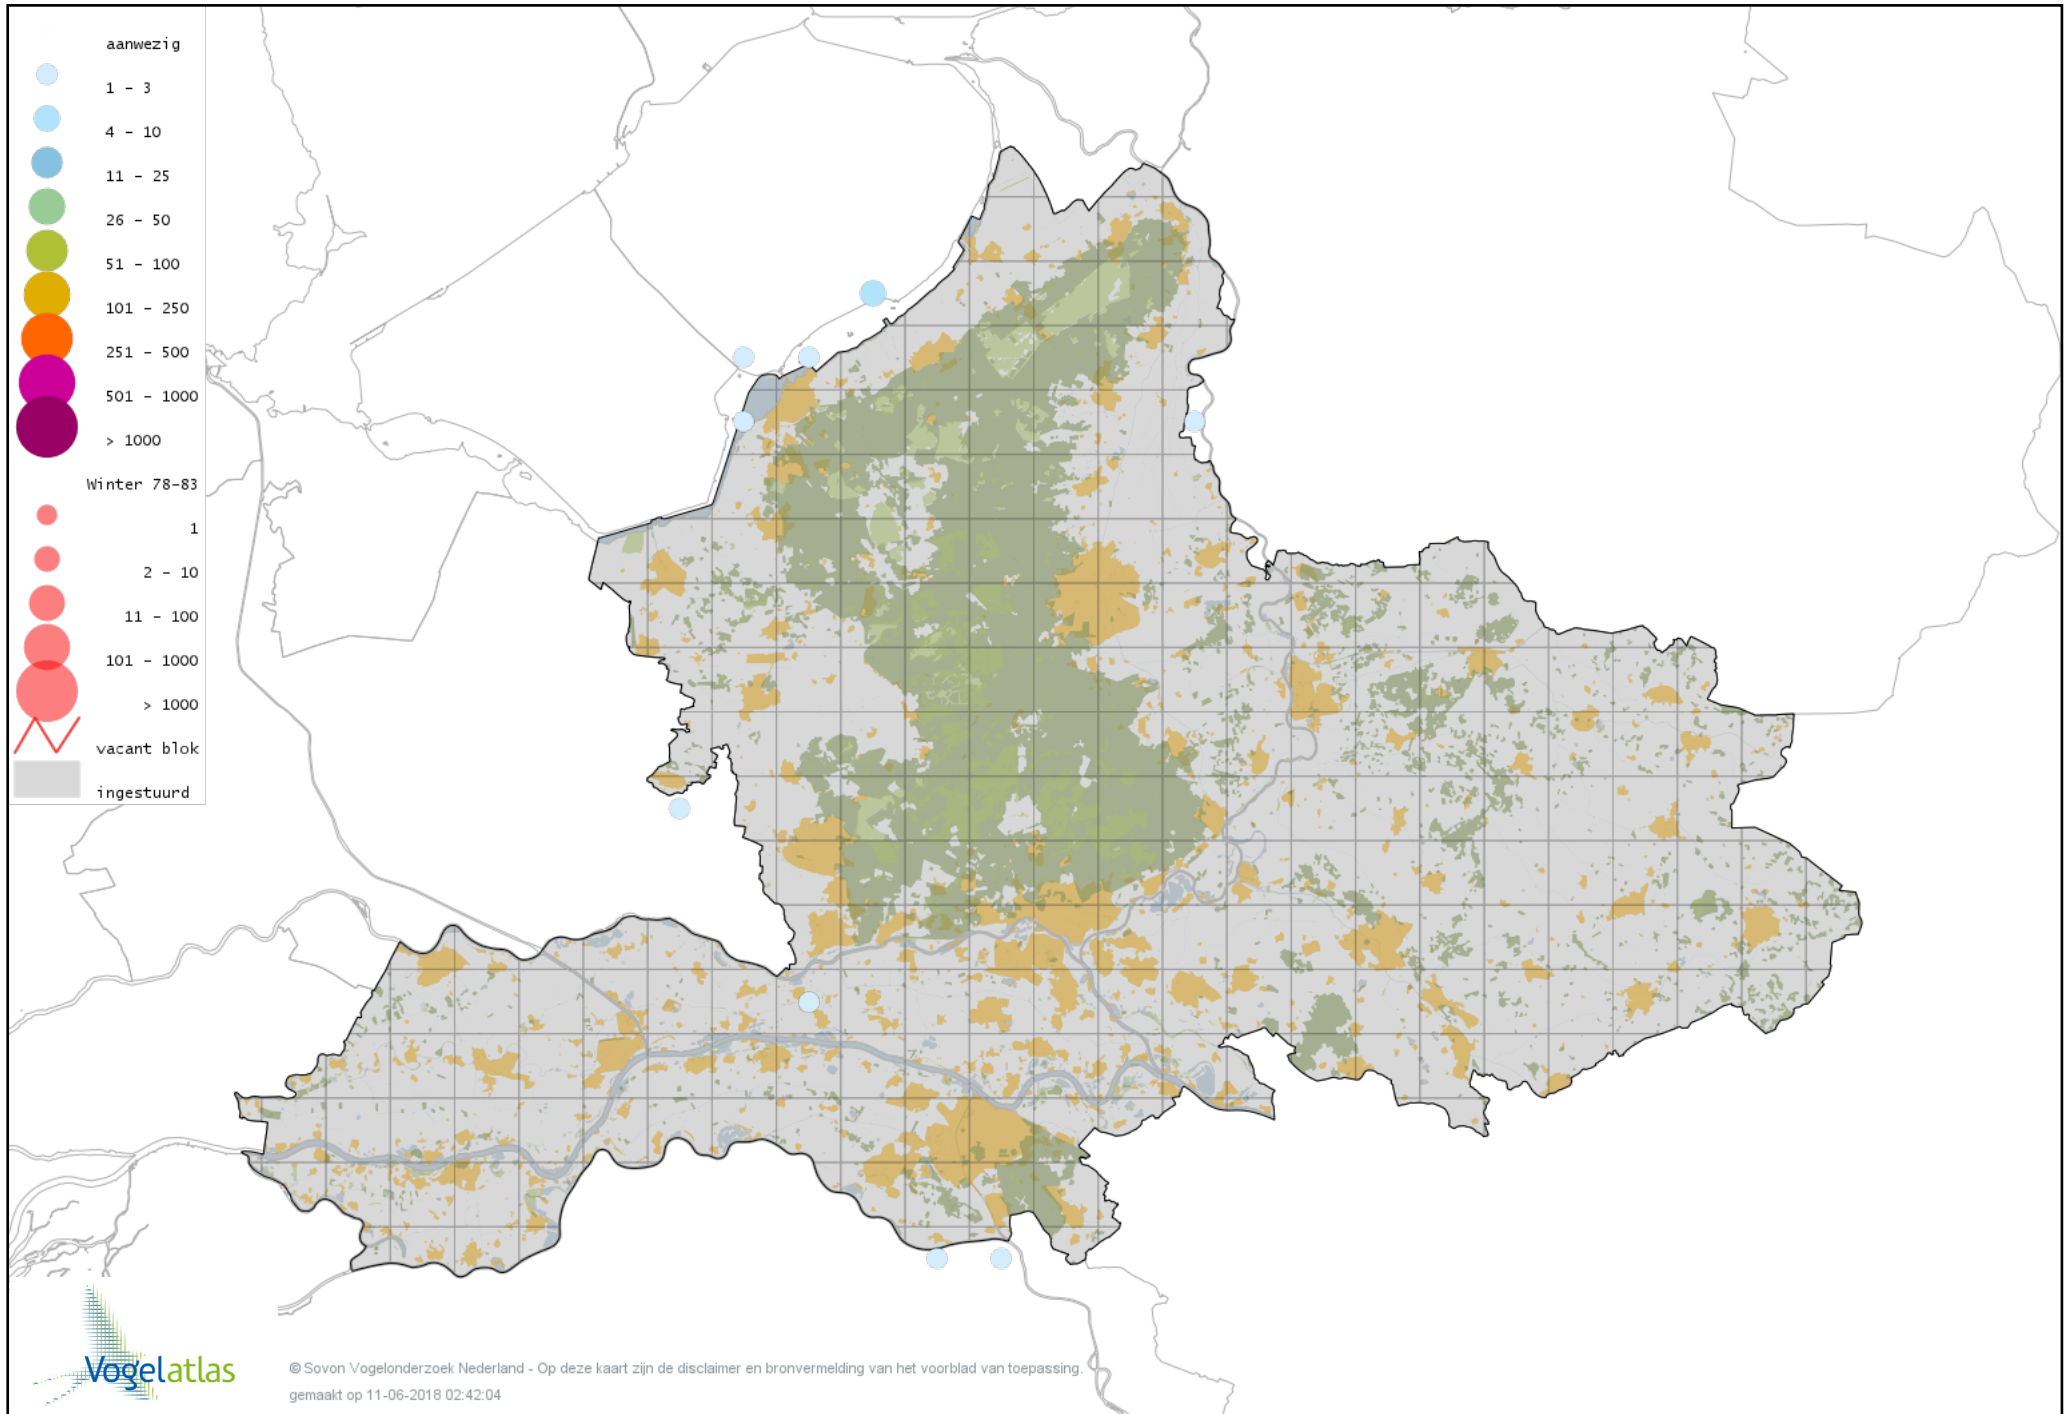 aanwezig
1 - 3
4 - 10
11 - 25
26 - 50
51 - 100
101 - 250
251 - 500
501 - 1000
> 1000
Winter 78-83
1
2 - 10
11 - 100
101 - 1000
> 1000
vacant blok
ingestuurd
Vogelatlas
© Sovon Vogelonderzoek Nederland - Op deze kaart zijn de disclaimer en bronvermelding van het voorblad van toepassing.
gemaakt op 11-06-2018 02:42:04